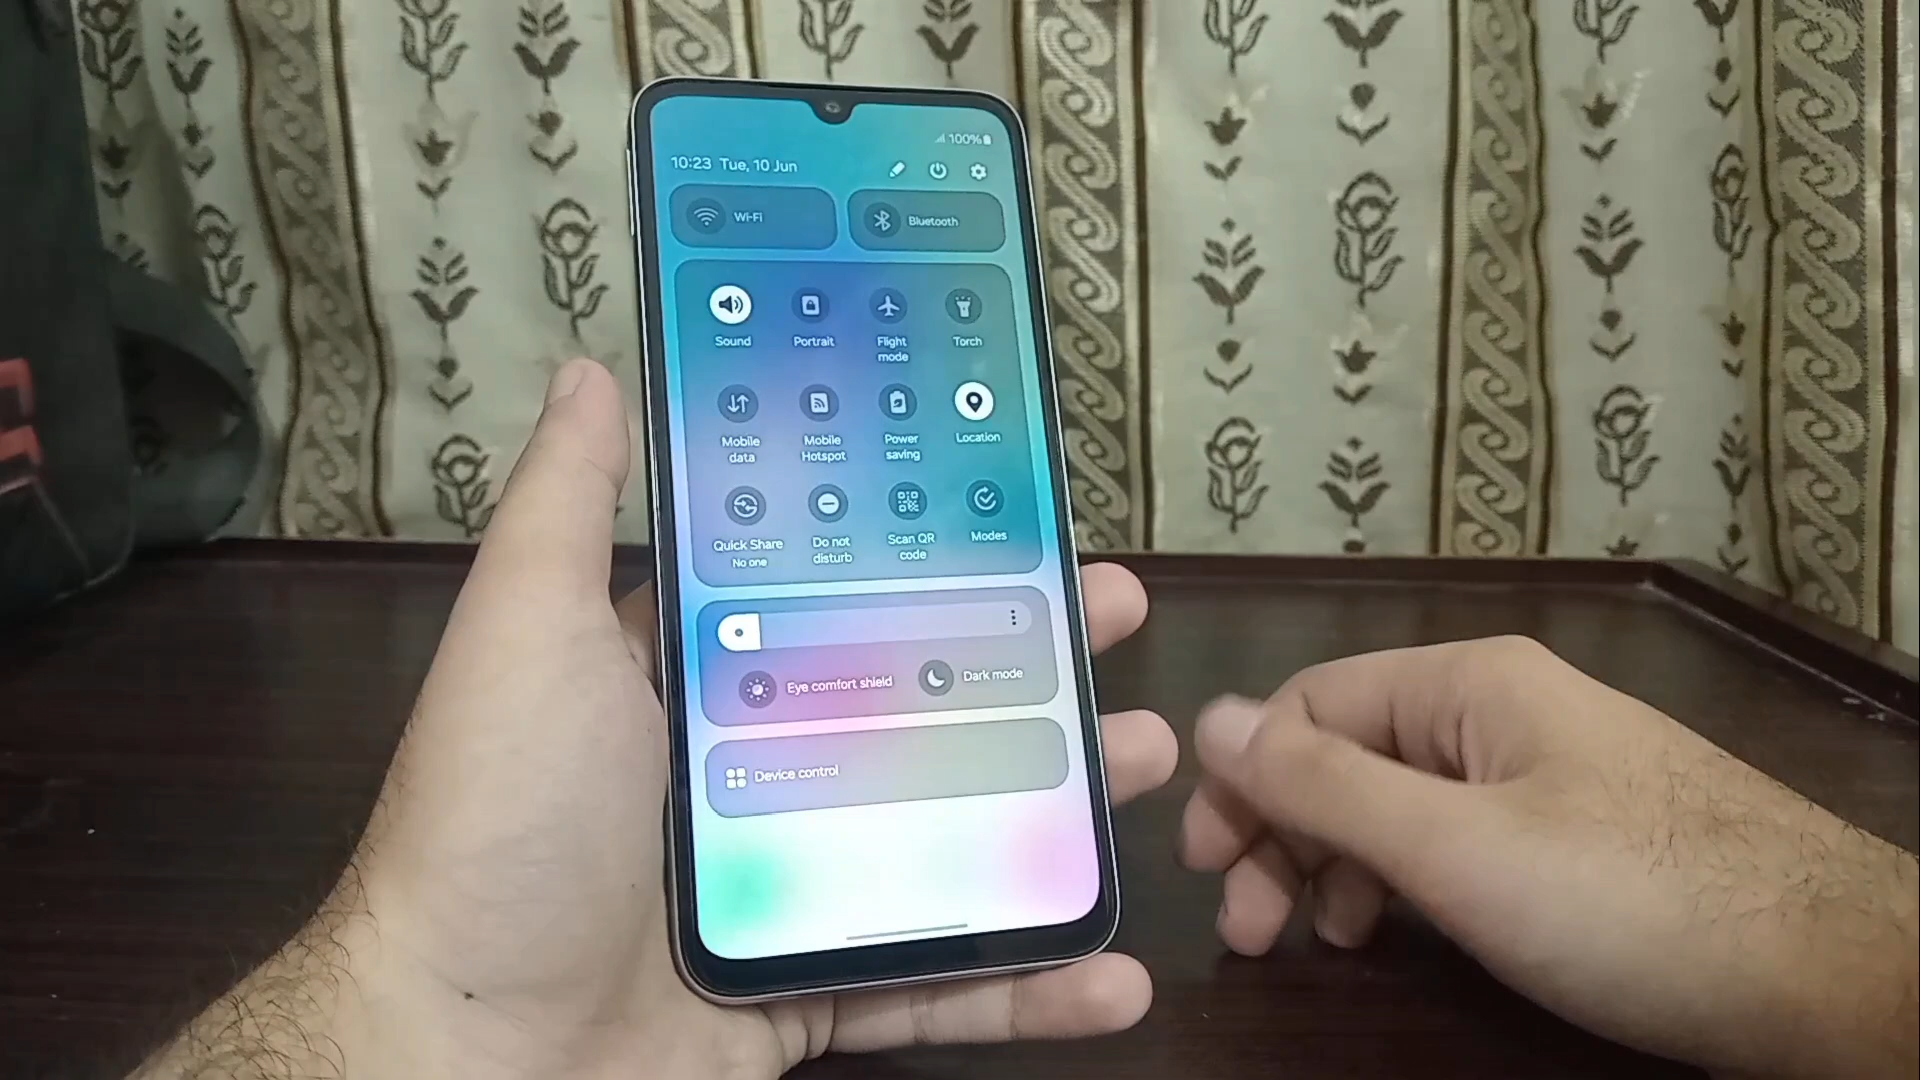 100%
10:23 Tue, 10 Jun
Wi-Fi
Bluetooth
Sound
Portrait
Flight
mode
Torch
Mobile
data
Mobile
Hotspot
Power
saving
Location
Quick Share
No one
Do not
disturb
Scan QR
code
Modes
Eye comfort shield
Dark mode
Device control